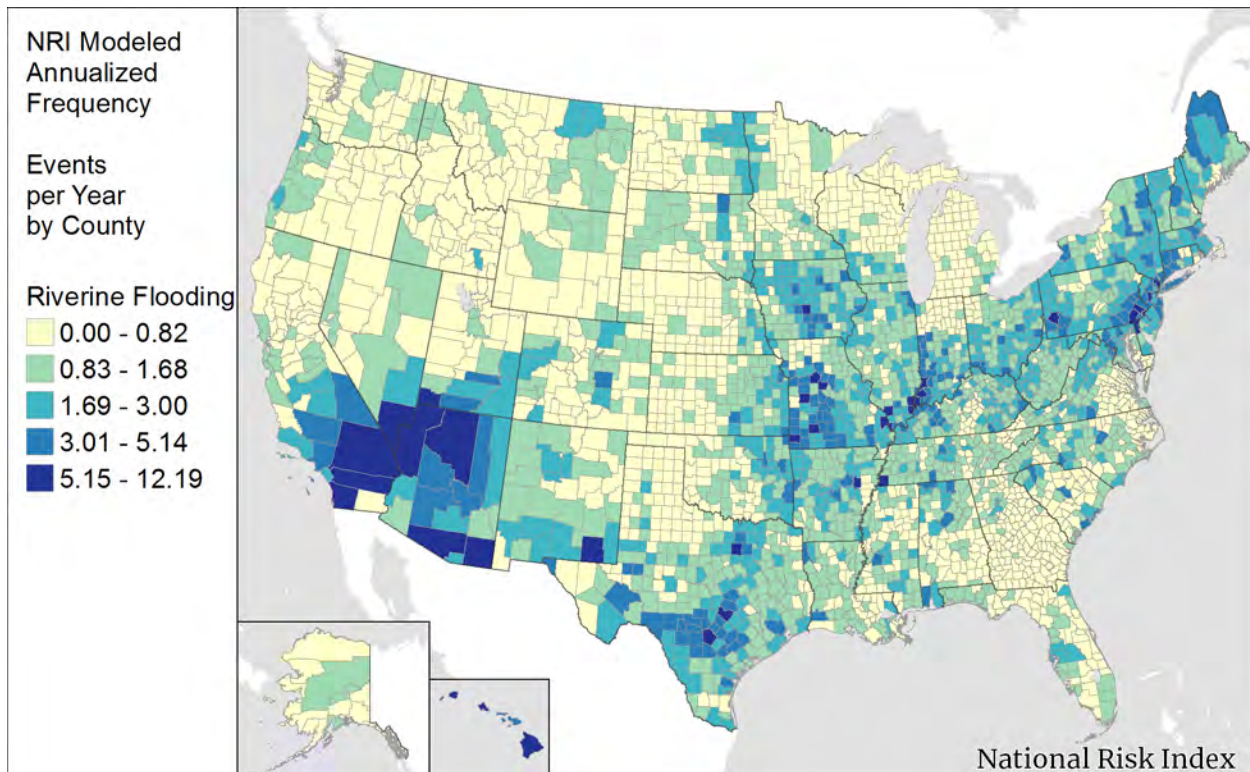 NRI Modeled
Annualized
Frequency
Events
per Year
by County
Riverine Flooding
0.00 - 0.82
0.83 - 1.68
1.69 - 3.00
3.01 - 5.14
5.15 - 12.19
National Risk Index